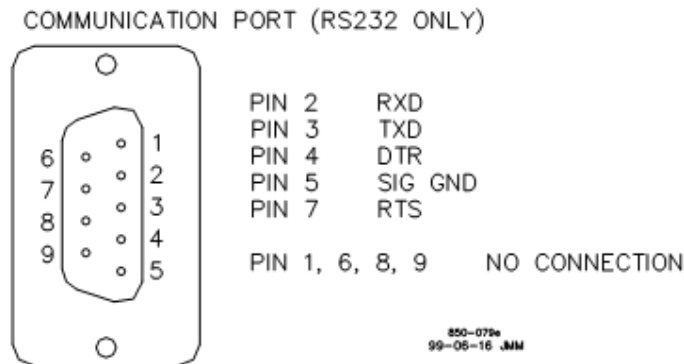 COMMUNICATION PORT (RS232 ONLY)
1
6
2
7
3
8
4
9
5
PIN 2 RXD
PIN 3 TXD
PIN 4 DTR
PIN 5 SIG GND
PIN 7 RTS
PIN 1, 6, 8, 9 NO CONNECTION
850-079e
99-06-16 JMM